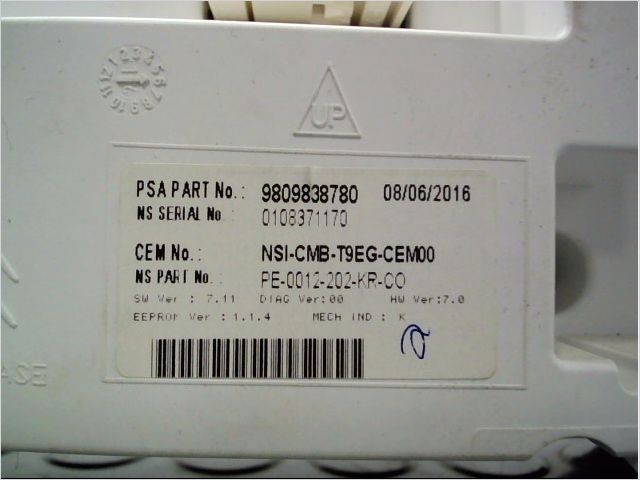 UP
PSA PART No.: 9809838780 08/06/2016
NS SERIAL No. 0108371170
CEM No.: NSI-CMB-T9EG-CEM00
NS PART No.: PE-0012-202-KR-CO
SW Ver : 7.11 DIAG Ver:00 HW Ver:7.0
EEPROM Ver : 1.1.4 MECH IND : K
ASE